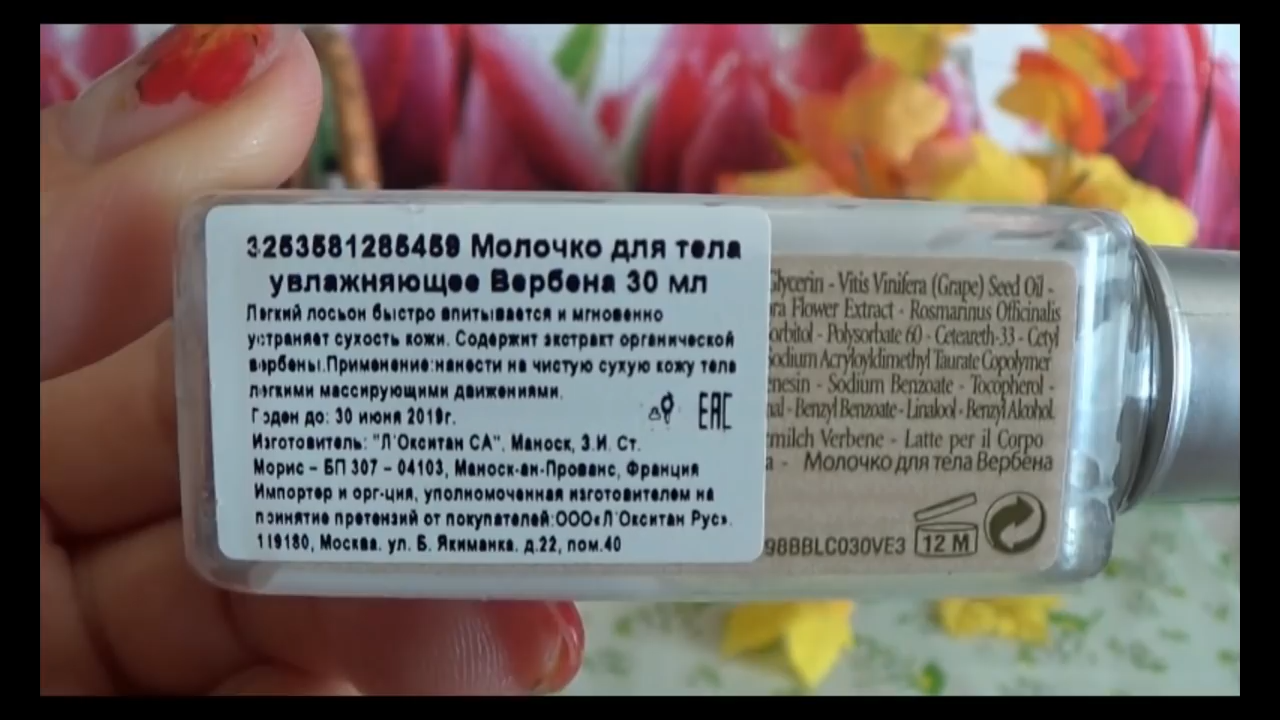 3253581285459 Молочко для тела
увлажняющее Вербена 30 мл
Легкий лосьон быстро впитывается и мгновенно
устраняет сухость кожи. Содержит экстракт органической
вербены.Применение:нанести на чистую сухую кожу тела
легкими массирующими движениями.
Годен до: 30 июня 2019г.
EAC
Изготовитель: "Л'Окситан СА", Маноск, З.И. Ст.
Морис – БП 307 – 04103, Маноск-ан-Прованс, Франция
Импортер и орг-ция, уполномоченная изготовителем на
принятие претензий от покупателей:ООО«Л'Окситан Рус».
119180, Москва. ул. Б. Якиманка. д.22, пом.40
Glycerin - Vitis Vinifera (Grape) Seed Oil -
Flower Extract - Rosmarinus Officinalis
Polysorbate 60 - Ceteareth-33 - Cetyl
Sodium Acryloyldimethyl Taurate Copolymer
- Sodium Benzoate - Tocopherol -
- Benzyl Benzoate - Linalool - Benzyl Alcohol.
Verbene - Latte per il Corpo
- Молочко для тела Вербена
98BBLC030VE3 12 M